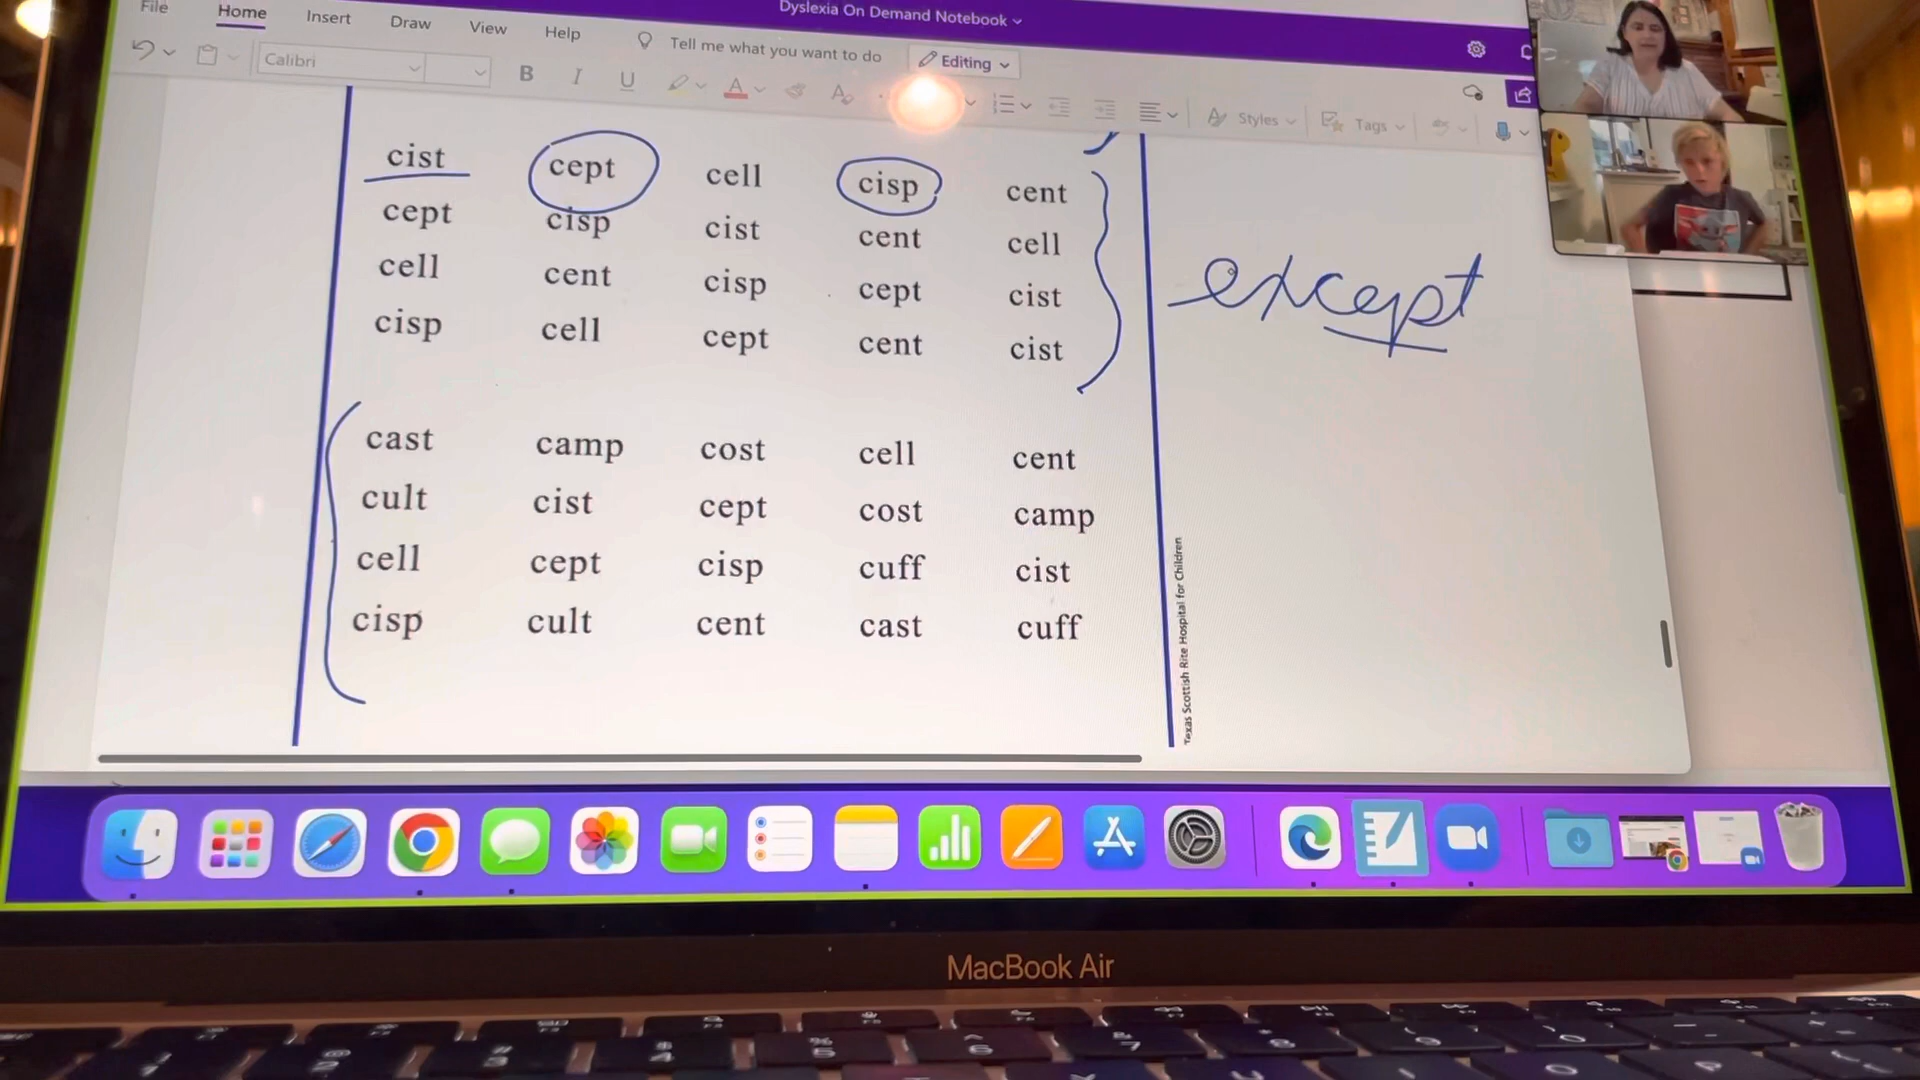 Dyslexia On Demand Notebook
File Home Insert Draw View Help Tell me what you want to do Editing
Calibri B I U A A Styles Tags abc
cist cept cell cisp cent
cept cisp cist cent cell
cell cent cisp cept cist
cisp cell cept cent cist
except
cast camp cost cell cent
cult cist cept cost camp
cell cept cisp cuff cist
cisp cult cent cast cuff
Texas Scottish Rite Hospital for Children
MacBook Air